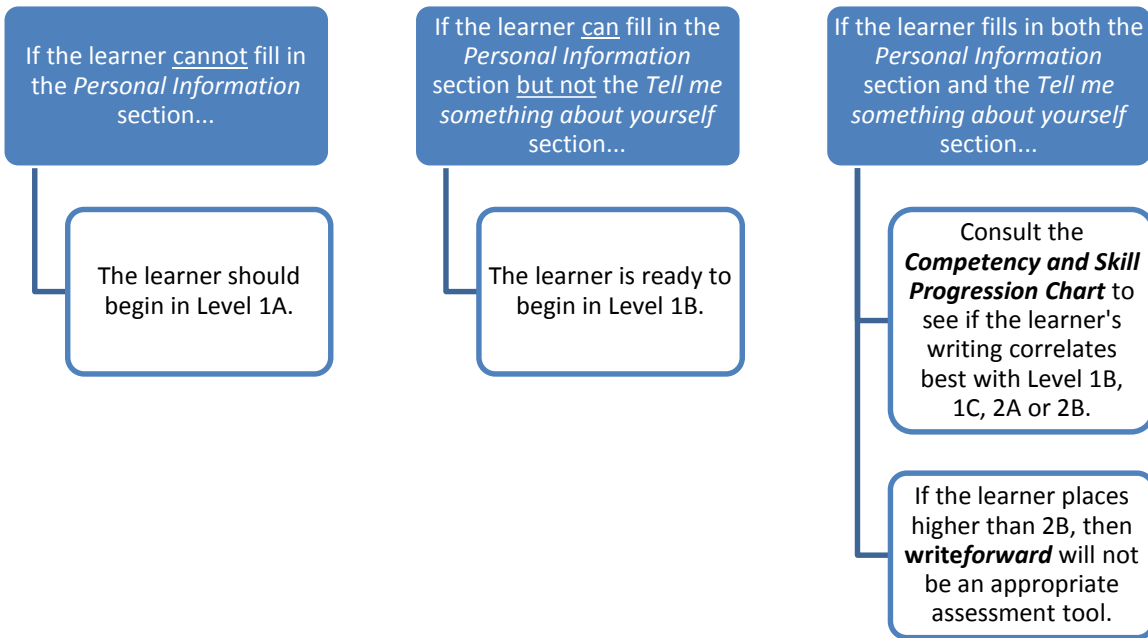 If the learner cannot fill in
the Personal Information
section...
The learner should
begin in Level 1A.
If the learner can fill in the
Personal Information
section but not the Tell me
something about yourself
section...
The learner is ready to
begin in Level 1B.
If the learner fills in both the
Personal Information
section and the Tell me
something about yourself
section...
Consult the
Competency and Skill
Progression Chart to
see if the learner's
writing correlates
best with Level 1B,
1C, 2A or 2B.
If the learner places
higher than 2B, then
writeforward will not
be an appropriate
assessment tool.